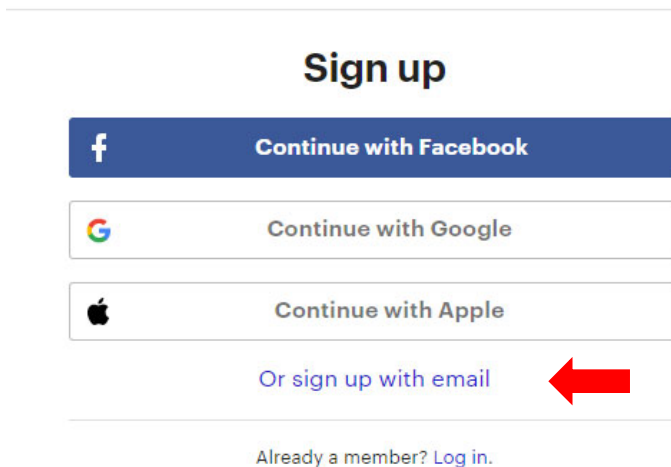 Sign up
Continue with Facebook
Continue with Google
Continue with Apple
Or sign up with email
Already a member? Log in.